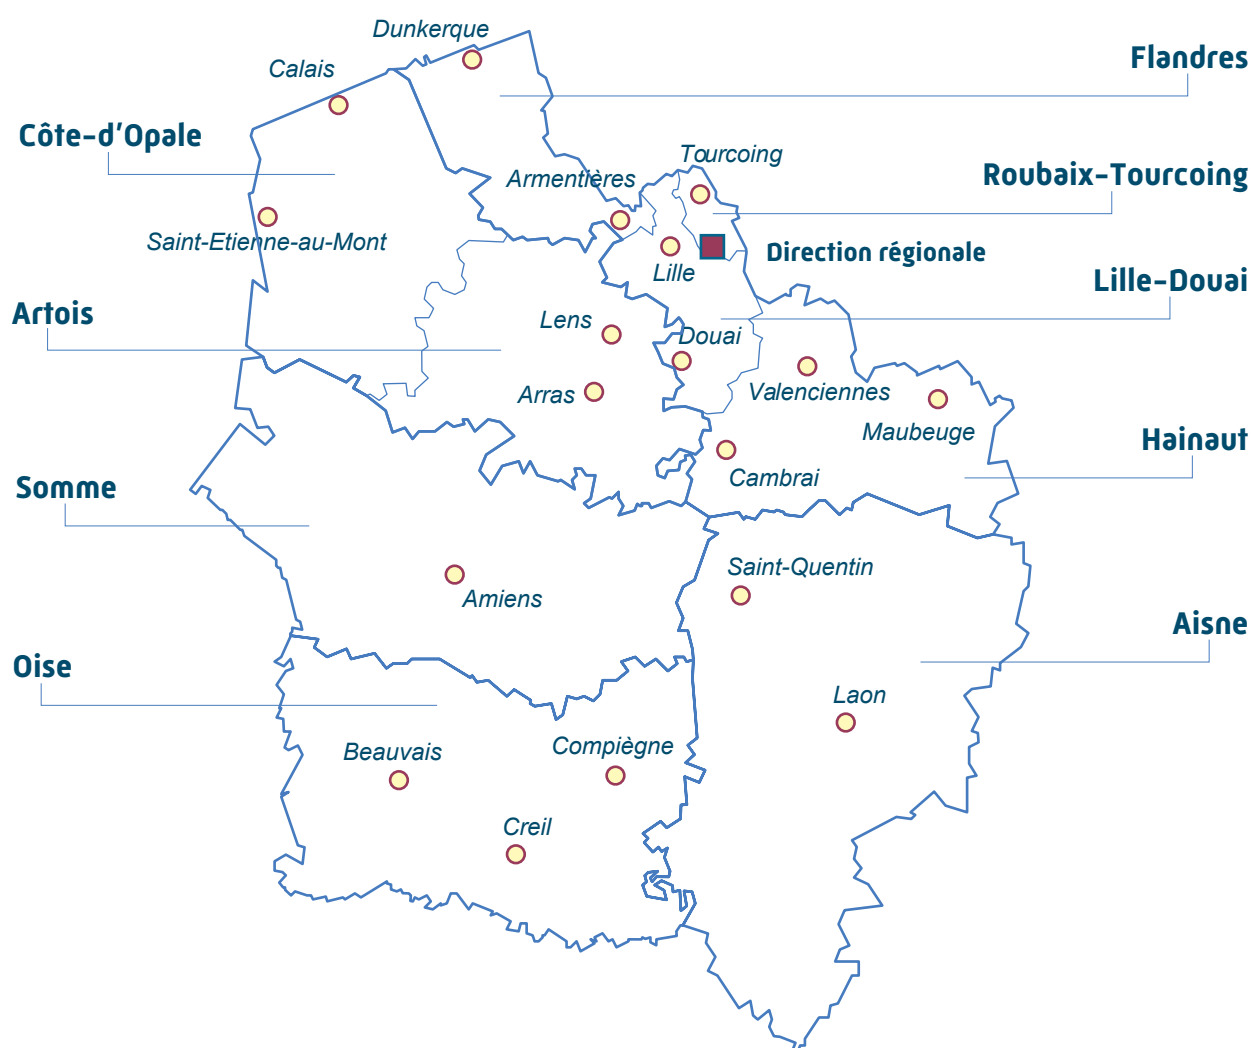 Dunkerque
Flandres
Calais
Côte-d'Opale
Tourcoing
Armentières
Roubaix-Tourcoing
Saint-Etienne-au-Mont
Direction régionale
Lille
Lille-Douai
Artois
Lens
Douai
Arras
Valenciennes
Maubeuge
Hainaut
Cambrai
Somme
Saint-Quentin
Amiens
Aisne
Oise
Laon
Beauvais
Compiègne
Creil